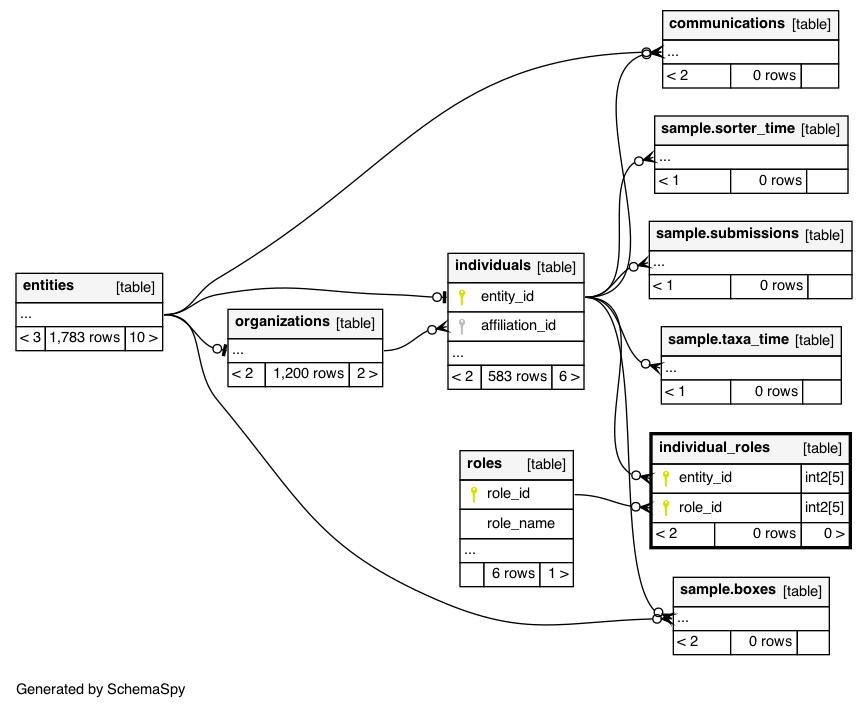 communications [table]
...
< 2 0 rows
sample.sorter_time [table]
...
< 1 0 rows
sample.submissions [table]
...
< 1 0 rows
entities [table]
...
< 3 1,783 rows 10 >
organizations [table]
...
< 2 1,200 rows 2 >
individuals [table]
entity_id
affiliation_id
...
< 2 583 rows 6 >
sample.taxa_time [table]
...
< 1 0 rows
roles [table]
role_id
role_name
...
6 rows 1 >
individual_roles [table]
entity_id int2[5]
role_id int2[5]
< 2 0 rows 0 >
sample.boxes [table]
...
< 2 0 rows
Generated by SchemaSpy